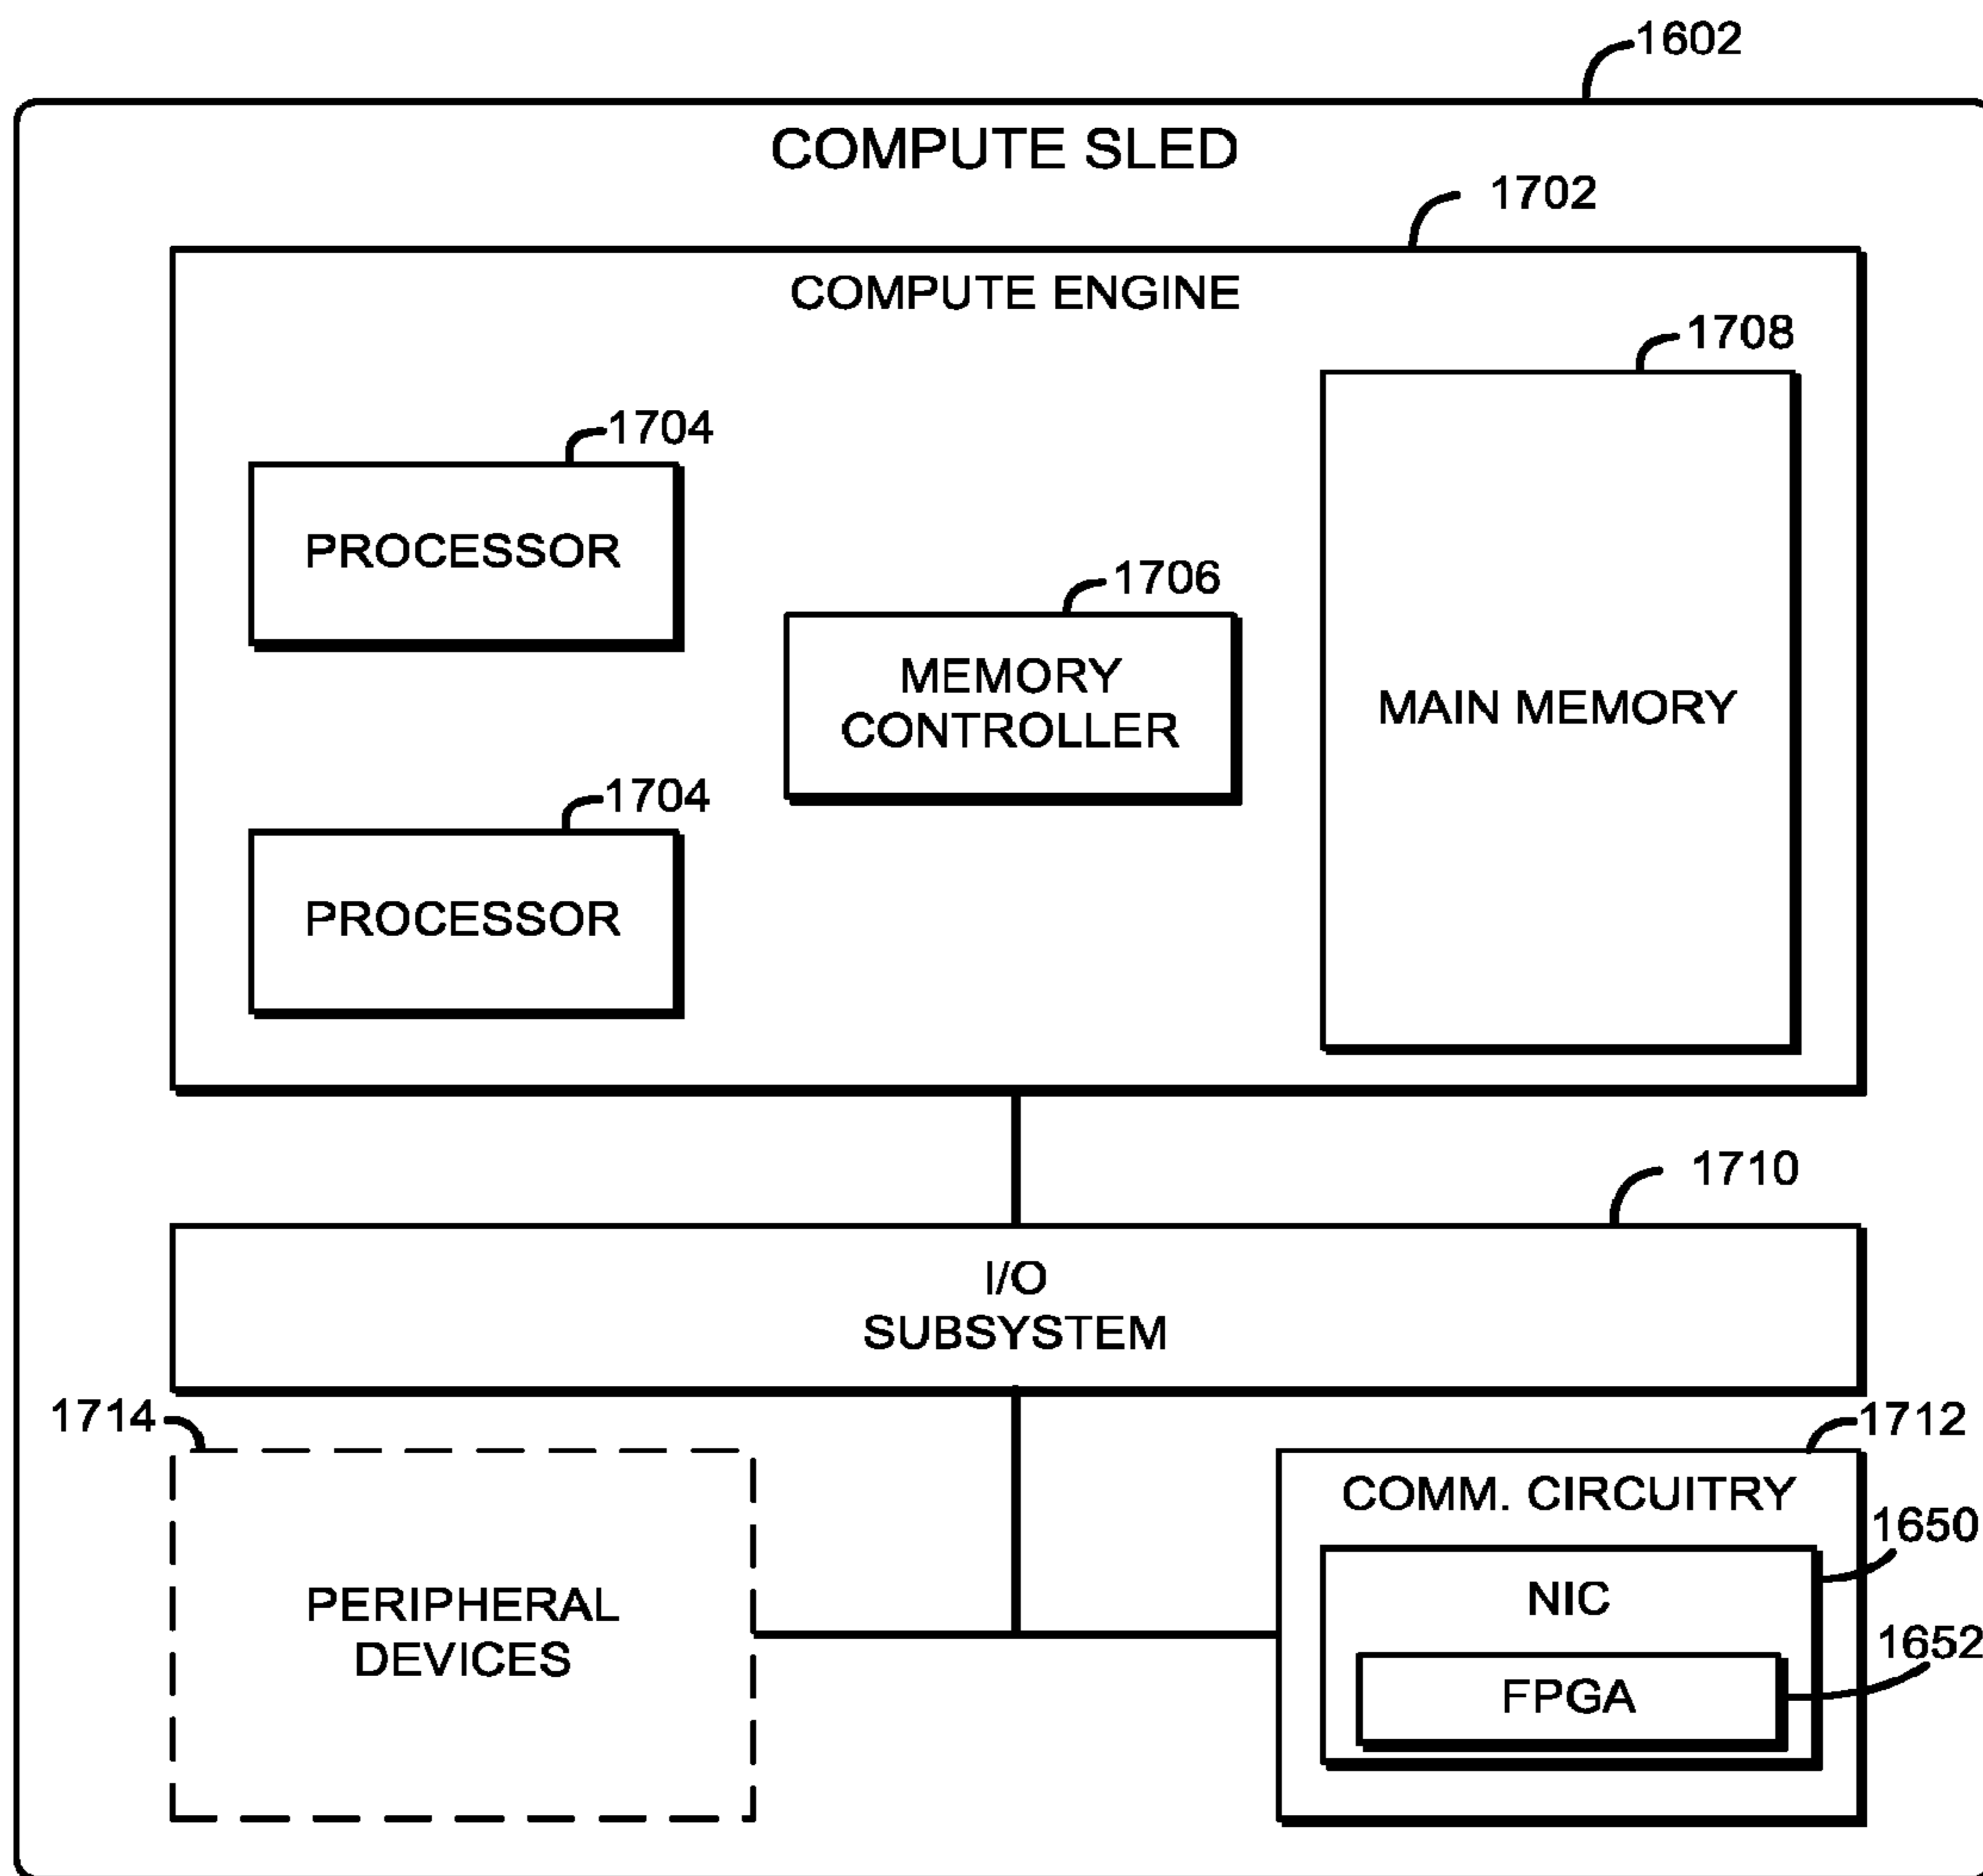 1602
COMPUTE SLED
1702
COMPUTE ENGINE
1708
1704
PROCESSOR
1706
MEMORY
CONTROLLER
MAIN MEMORY
1704
PROCESSOR
1710
I/O
SUBSYSTEM
1714
1712
COMM. CIRCUITRY
1650
NIC
PERIPHERAL
DEVICES
1652
FPGA